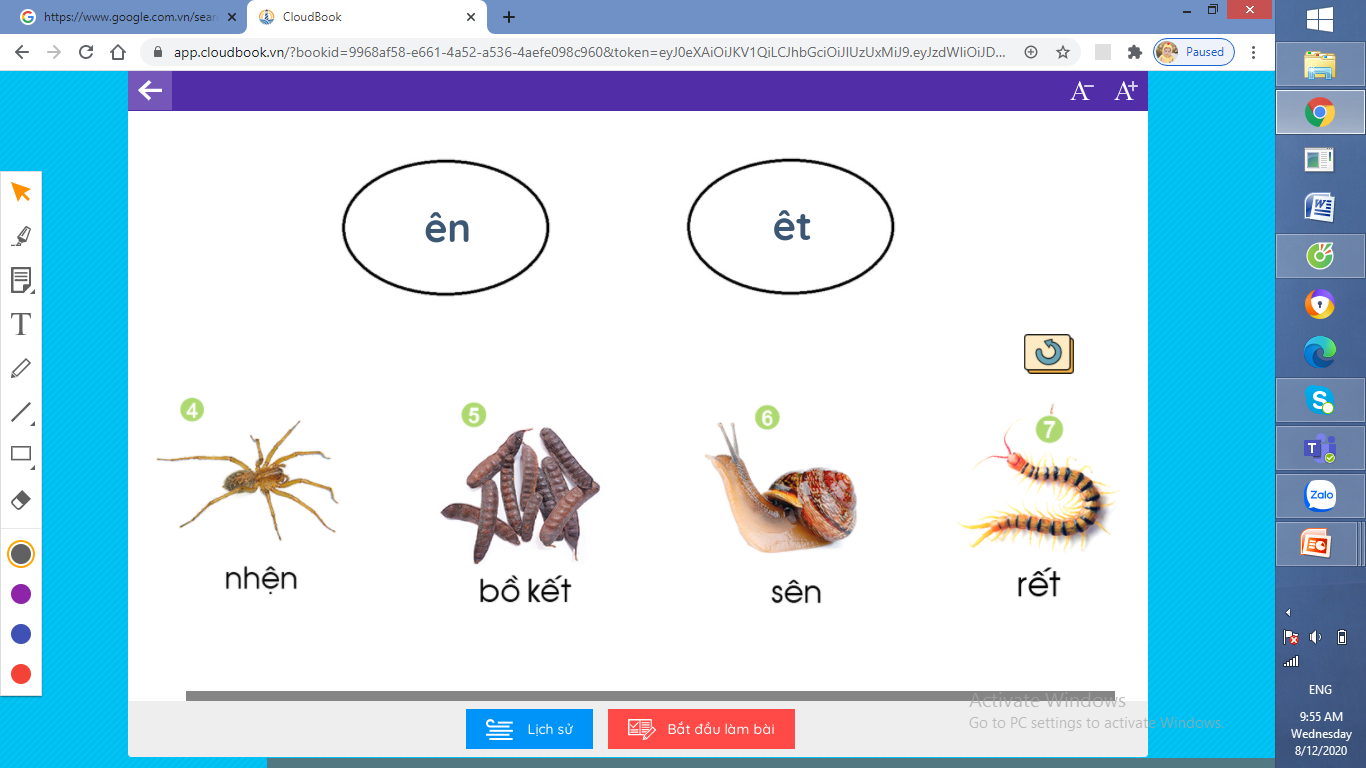 https://www.google.com.vn/sear
CloudBook
app.cloudbook.vn/?bookid=9968af58-e661-4a52-a536-4aefe098c960&token=eyJ0eXAiOiJKV1QiLCJhbGciOiJIUzUxMiJ9.eyJzdWIiOiJD...
Paused
A- A+
ên
êt
4
5
6
7
nhện
bồ kết
sên
rết
Lịch sử
Bắt đầu làm bài
Activate Windows
Go to PC settings to activate Windows.
T
Zalo
ENG
9:55 AM
Wednesday
8/12/2020